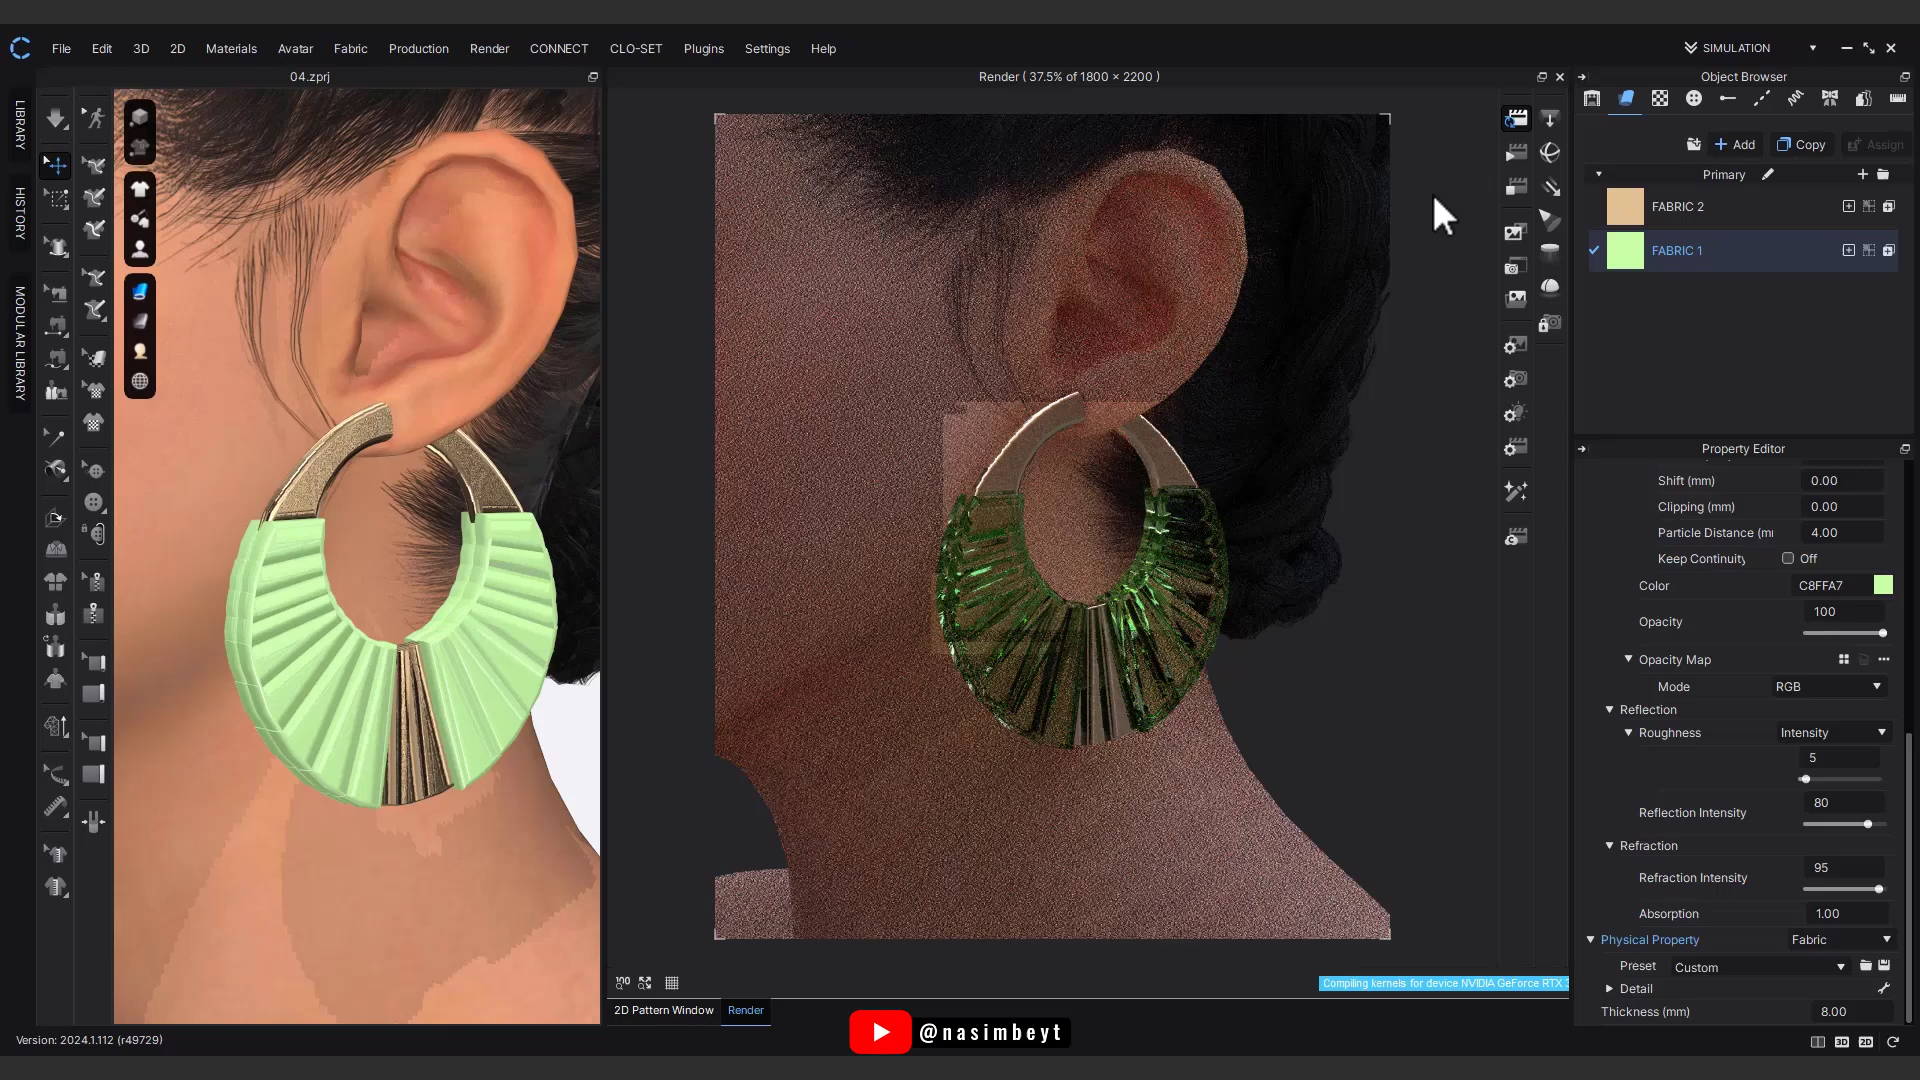 File Edit 3D 2D Materials Avatar Fabric Production Render CONNECT CLO-SET Plugins Settings Help
SIMULATION
04.zprj
Render ( 37.5% of 1800 × 2200 )
Object Browser
LIBRARY
HISTORY
MODULAR LIBRARY
Add Copy Assign
Primary
FABRIC 2
FABRIC 1
Property Editor
Shift (mm) 0.00
Clipping (mm) 0.00
Particle Distance (mi 4.00
Keep Continuity Off
Color C8FFA7
Opacity 100
Opacity Map
Mode RGB
Reflection
Roughness Intensity
5
Reflection Intensity 80
Refraction
Refraction Intensity 95
Absorption 1.00
Physical Property Fabric
Preset Custom
Detail
Thickness (mm) 8.00
100
Compiling kernels for device NVIDIA GeForce RTX 3
2D Pattern Window Render
@nasimbeyt
Version: 2024.1.112 (r49729)
3D 2D